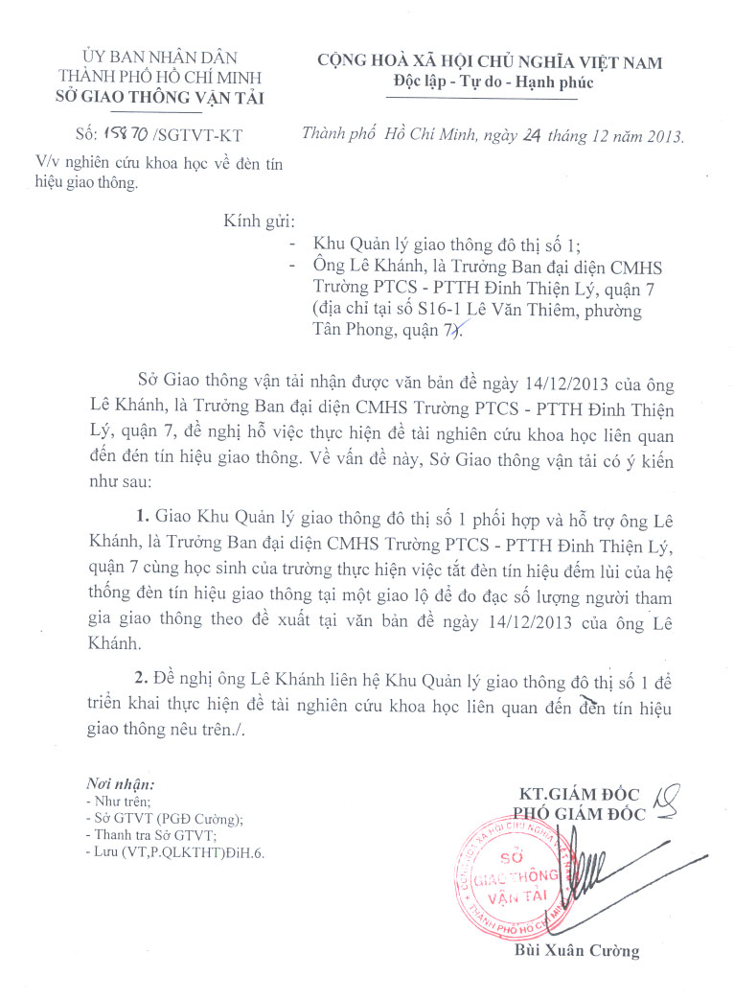 ỦY BAN NHÂN DÂN
THÀNH PHỐ HỒ CHÍ MINH
SỞ GIAO THÔNG VẬN TẢI
CỘNG HOÀ XÃ HỘI CHỦ NGHĨA VIỆT NAM
Độc lập - Tự do - Hạnh phúc
Số: 15870 /SGTVT-KT
Thành phố Hồ Chí Minh, ngày 24 tháng 12 năm 2013.
V/v nghiên cứu khoa học về đèn tín
hiệu giao thông.
Kính gửi:
- Khu Quản lý giao thông đô thị số 1;
- Ông Lê Khánh, là Trưởng Ban đại diện CMHS
Trường PTCS - PTTH Đinh Thiện Lý, quận 7
(địa chỉ tại số S16-1 Lê Văn Thiêm, phường
Tân Phong, quận 7).
Sở Giao thông vận tải nhận được văn bản đề ngày 14/12/2013 của ông
Lê Khánh, là Trưởng Ban đại diện CMHS Trường PTCS - PTTH Đinh Thiện
Lý, quận 7, đề nghị hỗ việc thực hiện đề tài nghiên cứu khoa học liên quan
đến đén tín hiệu giao thông. Về vấn đề này, Sở Giao thông vận tải có ý kiến
như sau:
1. Giao Khu Quản lý giao thông đô thị số 1 phối hợp và hỗ trợ ông Lê
Khánh, là Trưởng Ban đại diện CMHS Trường PTCS - PTTH Đinh Thiện Lý,
quận 7 cùng học sinh của trường thực hiện việc tắt đèn tín hiệu đếm lùi của hệ
thống đèn tín hiệu giao thông tại một giao lộ để đo đạc số lượng người tham
gia giao thông theo đề xuất tại văn bản đề ngày 14/12/2013 của ông Lê
Khánh.
2. Đề nghị ông Lê Khánh liên hệ Khu Quản lý giao thông đô thị số 1 để
triển khai thực hiện đề tài nghiên cứu khoa học liên quan đến đèn tín hiệu
giao thông nêu trên./.
Nơi nhận:
- Như trên;
- Sở GTVT (PGĐ Cường);
- Thanh tra Sở GTVT;
- Lưu (VT,P.QLKTHT)ĐiH.6.
KT.GIÁM ĐỐC
PHÓ GIÁM ĐỐC
CỘNG HÒA XÃ HỘI CHỦ NGHĨA VIỆT NAM
SỞ
GIAO THÔNG
VẬN TẢI
THÀNH PHỐ HỒ CHÍ MINH
Bùi Xuân Cường